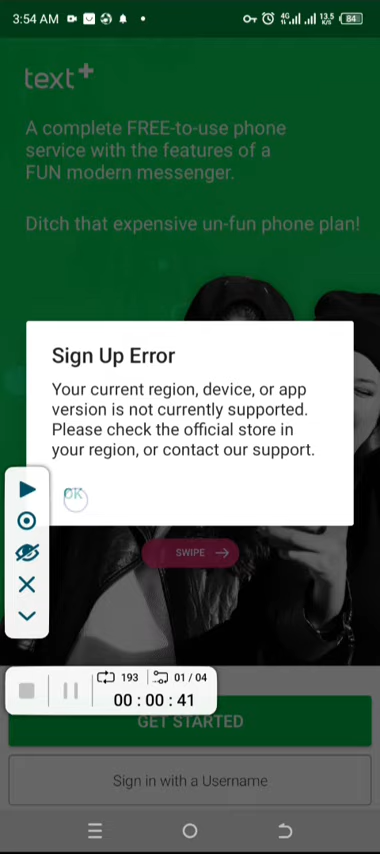 3:54 AM
4G
13.5
K/S
84
text+
A complete FREE-to-use phone
service with the features of a
FUN modern messenger.
Ditch that expensive un-fun phone plan!
Sign Up Error
Your current region, device, or app
version is not currently supported.
Please check the official store in
your region, or contact our support.
OK
SWIPE
193
01 / 04
00 : 00 : 41
GET STARTED
Sign in with a Username